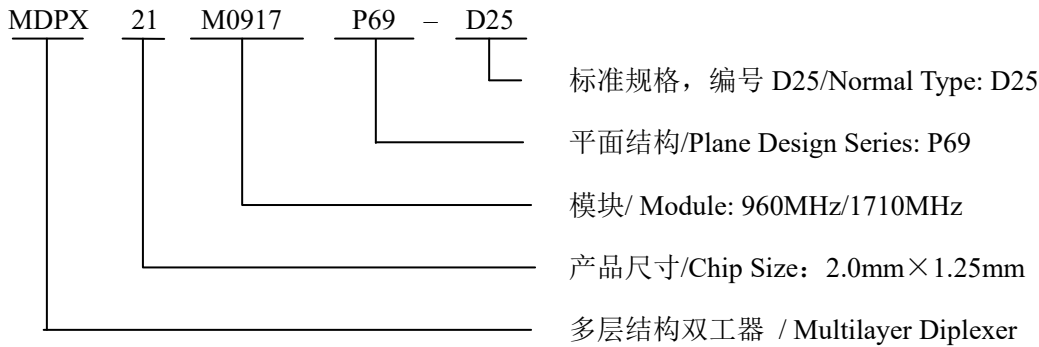 MDPX 21 M0917 P69 – D25
标准规格，编号 D25/Normal Type: D25
平面结构/Plane Design Series: P69
模块/ Module: 960MHz/1710MHz
产品尺寸/Chip Size：2.0mm×1.25mm
多层结构双工器 / Multilayer Diplexer